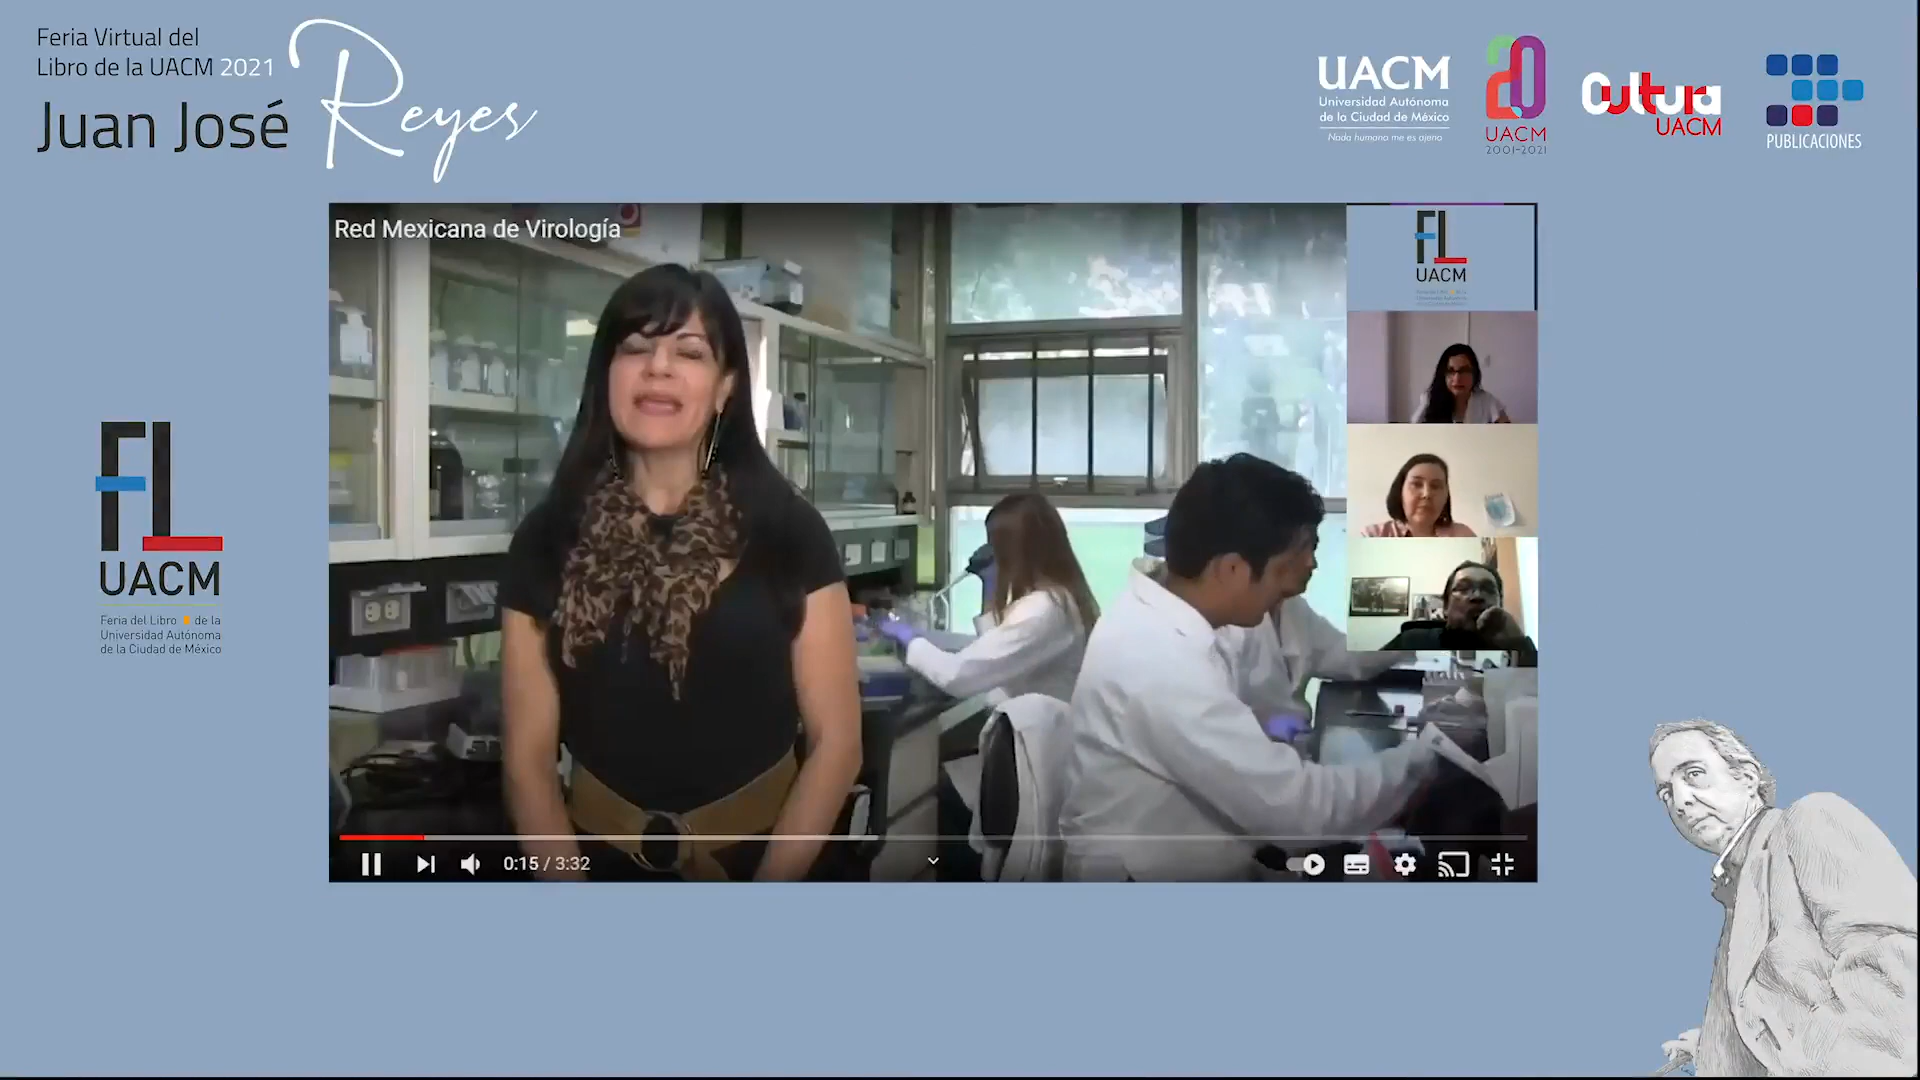 Feria Virtual del
Libro de la UACM 2021
Juan José Reyes
UACM
Universidad Autónoma
de la Ciudad de México
Nada humano me es ajeno
20
UACM
2001-2021
Cultura
UACM
PUBLICACIONES
Red Mexicana de Virología
FL
UACM
FL
UACM
Feria del Libro de la
Universidad Autónoma
de la Ciudad de México
0:15 / 3:32